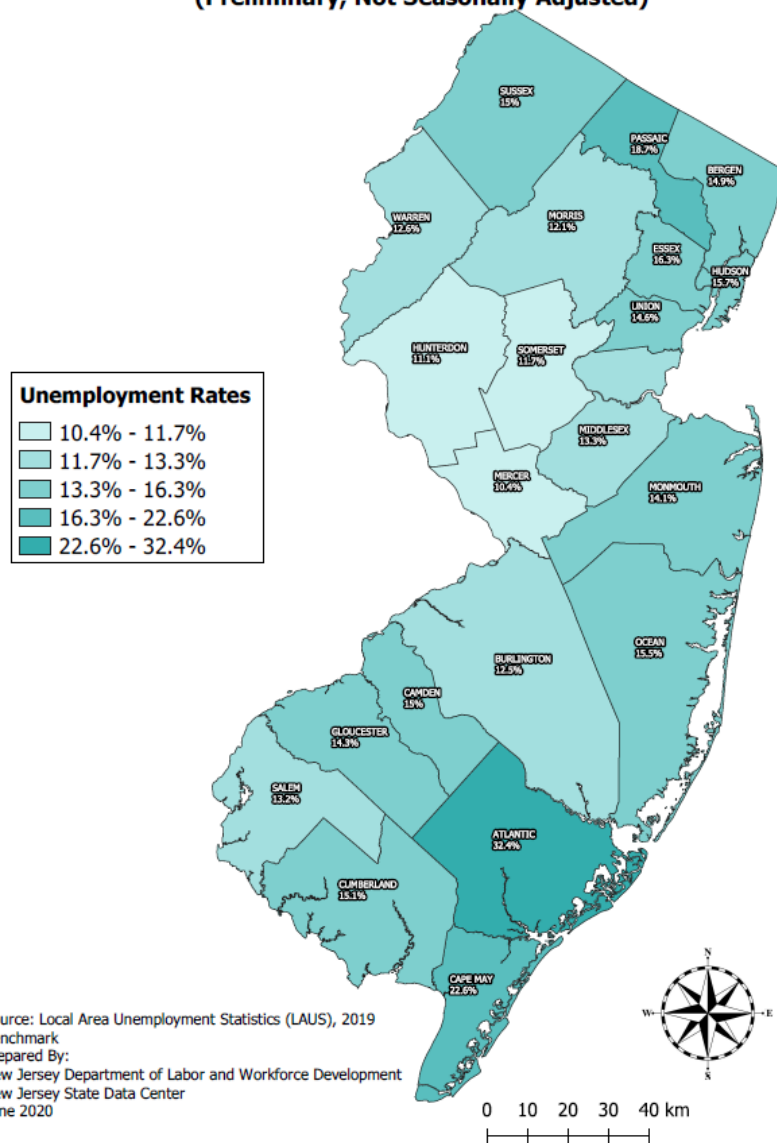 (Preliminary, Not Seasonally Adjusted)
SUSSEX
15%
PASSAIC
18.7%
BERGEN
14.9%
WARREN
12.6%
MORRIS
12.1%
ESSEX
16.3%
HUDSON
15.7%
UNION
14.6%
HUNTERDON
11.1%
SOMERSET
11.7%
Unemployment Rates
10.4% - 11.7%
11.7% - 13.3%
13.3% - 16.3%
16.3% - 22.6%
22.6% - 32.4%
MIDDLESEX
13.3%
MERCER
10.4%
MONMOUTH
14.1%
OCEAN
15.5%
BURLINGTON
12.5%
CAMDEN
15%
GLOUCESTER
14.3%
SALEM
13.2%
ATLANTIC
32.4%
CUMBERLAND
15.1%
CAPE MAY
22.6%
N
W
E
S
urce: Local Area Unemployment Statistics (LAUS), 2019
nchmark
epared By:
ew Jersey Department of Labor and Workforce Development
ew Jersey State Data Center
ne 2020
0 10 20 30 40 km